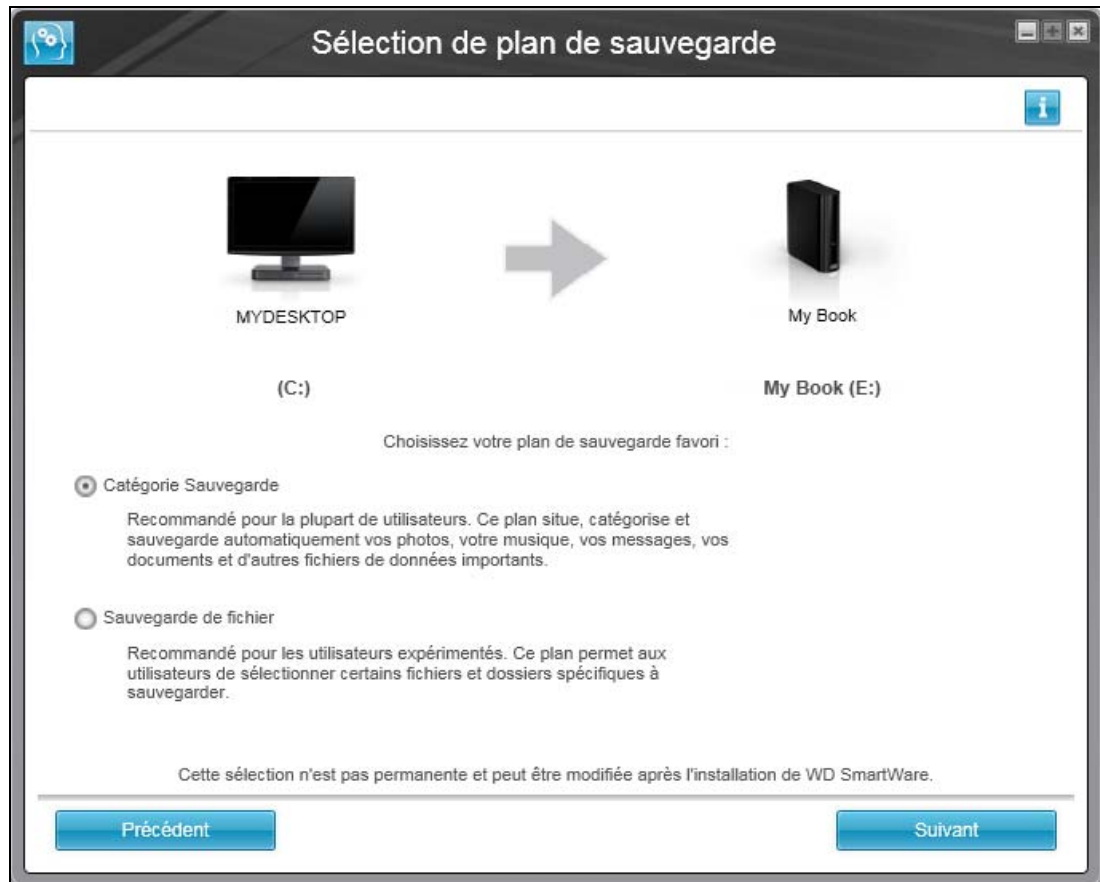 Sélection de plan de sauvegarde
i
MYDESKTOP
My Book
(C:)
My Book (E:)
Choisissez votre plan de sauvegarde favori :
Catégorie Sauvegarde
Recommandé pour la plupart de utilisateurs. Ce plan situe, catégorise et
sauvegarde automatiquement vos photos, votre musique, vos messages, vos
documents et d'autres fichiers de données importants.
Sauvegarde de fichier
Recommandé pour les utilisateurs expérimentés. Ce plan permet aux
utilisateurs de sélectionner certains fichiers et dossiers spécifiques à
sauvegarder.
Cette sélection n'est pas permanente et peut être modifiée après l'installation de WD SmartWare.
Précédent
Suivant